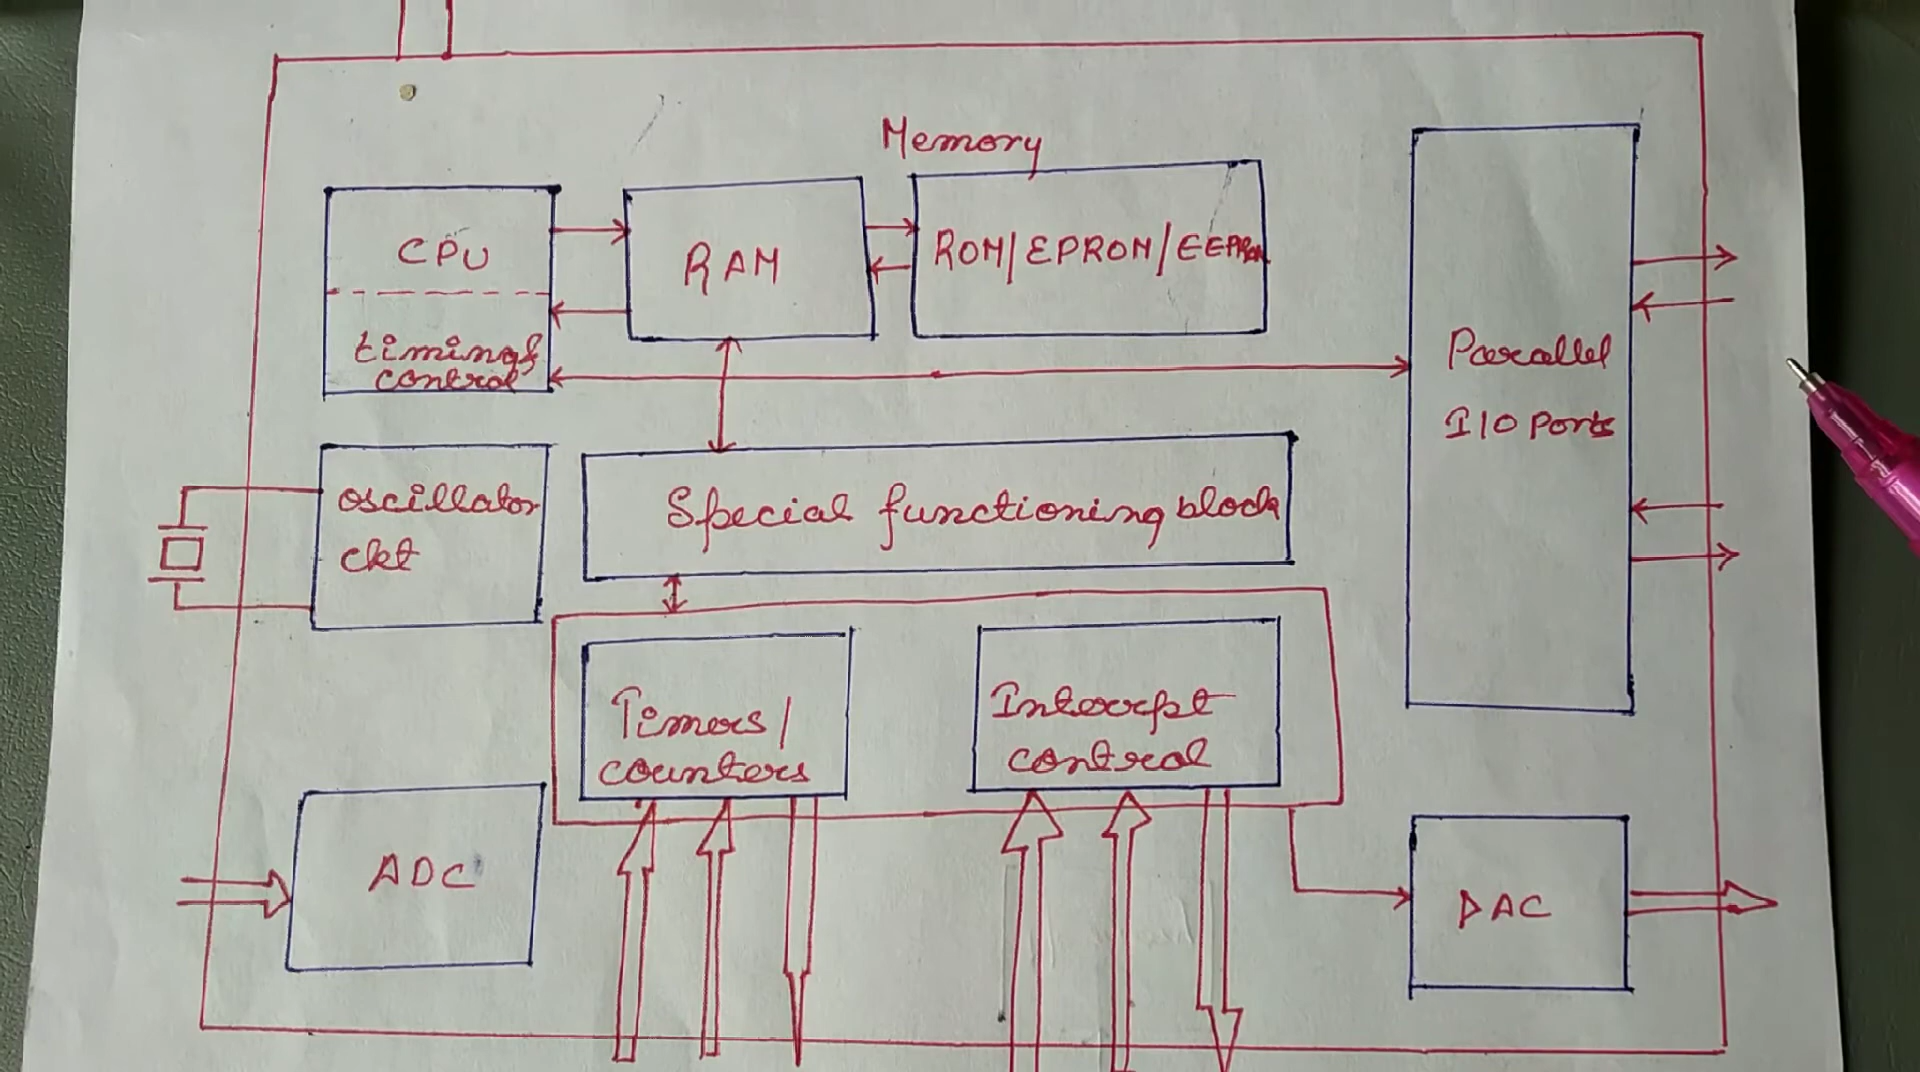 Memory
CPU
timing &
control
RAM
ROM/EPROM/EEPROM
Parallel
I/O Ports
oscillator
ckt
Special functioning block
Timers/
counters
Interrpt
control
ADC
DAC